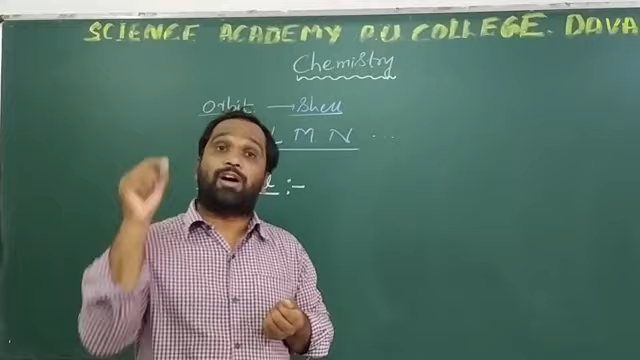 SCIENCE ACADEMY P.U COLLEGE. DAVA
Chemistry
Orbit → Shell
L M N ...
:-